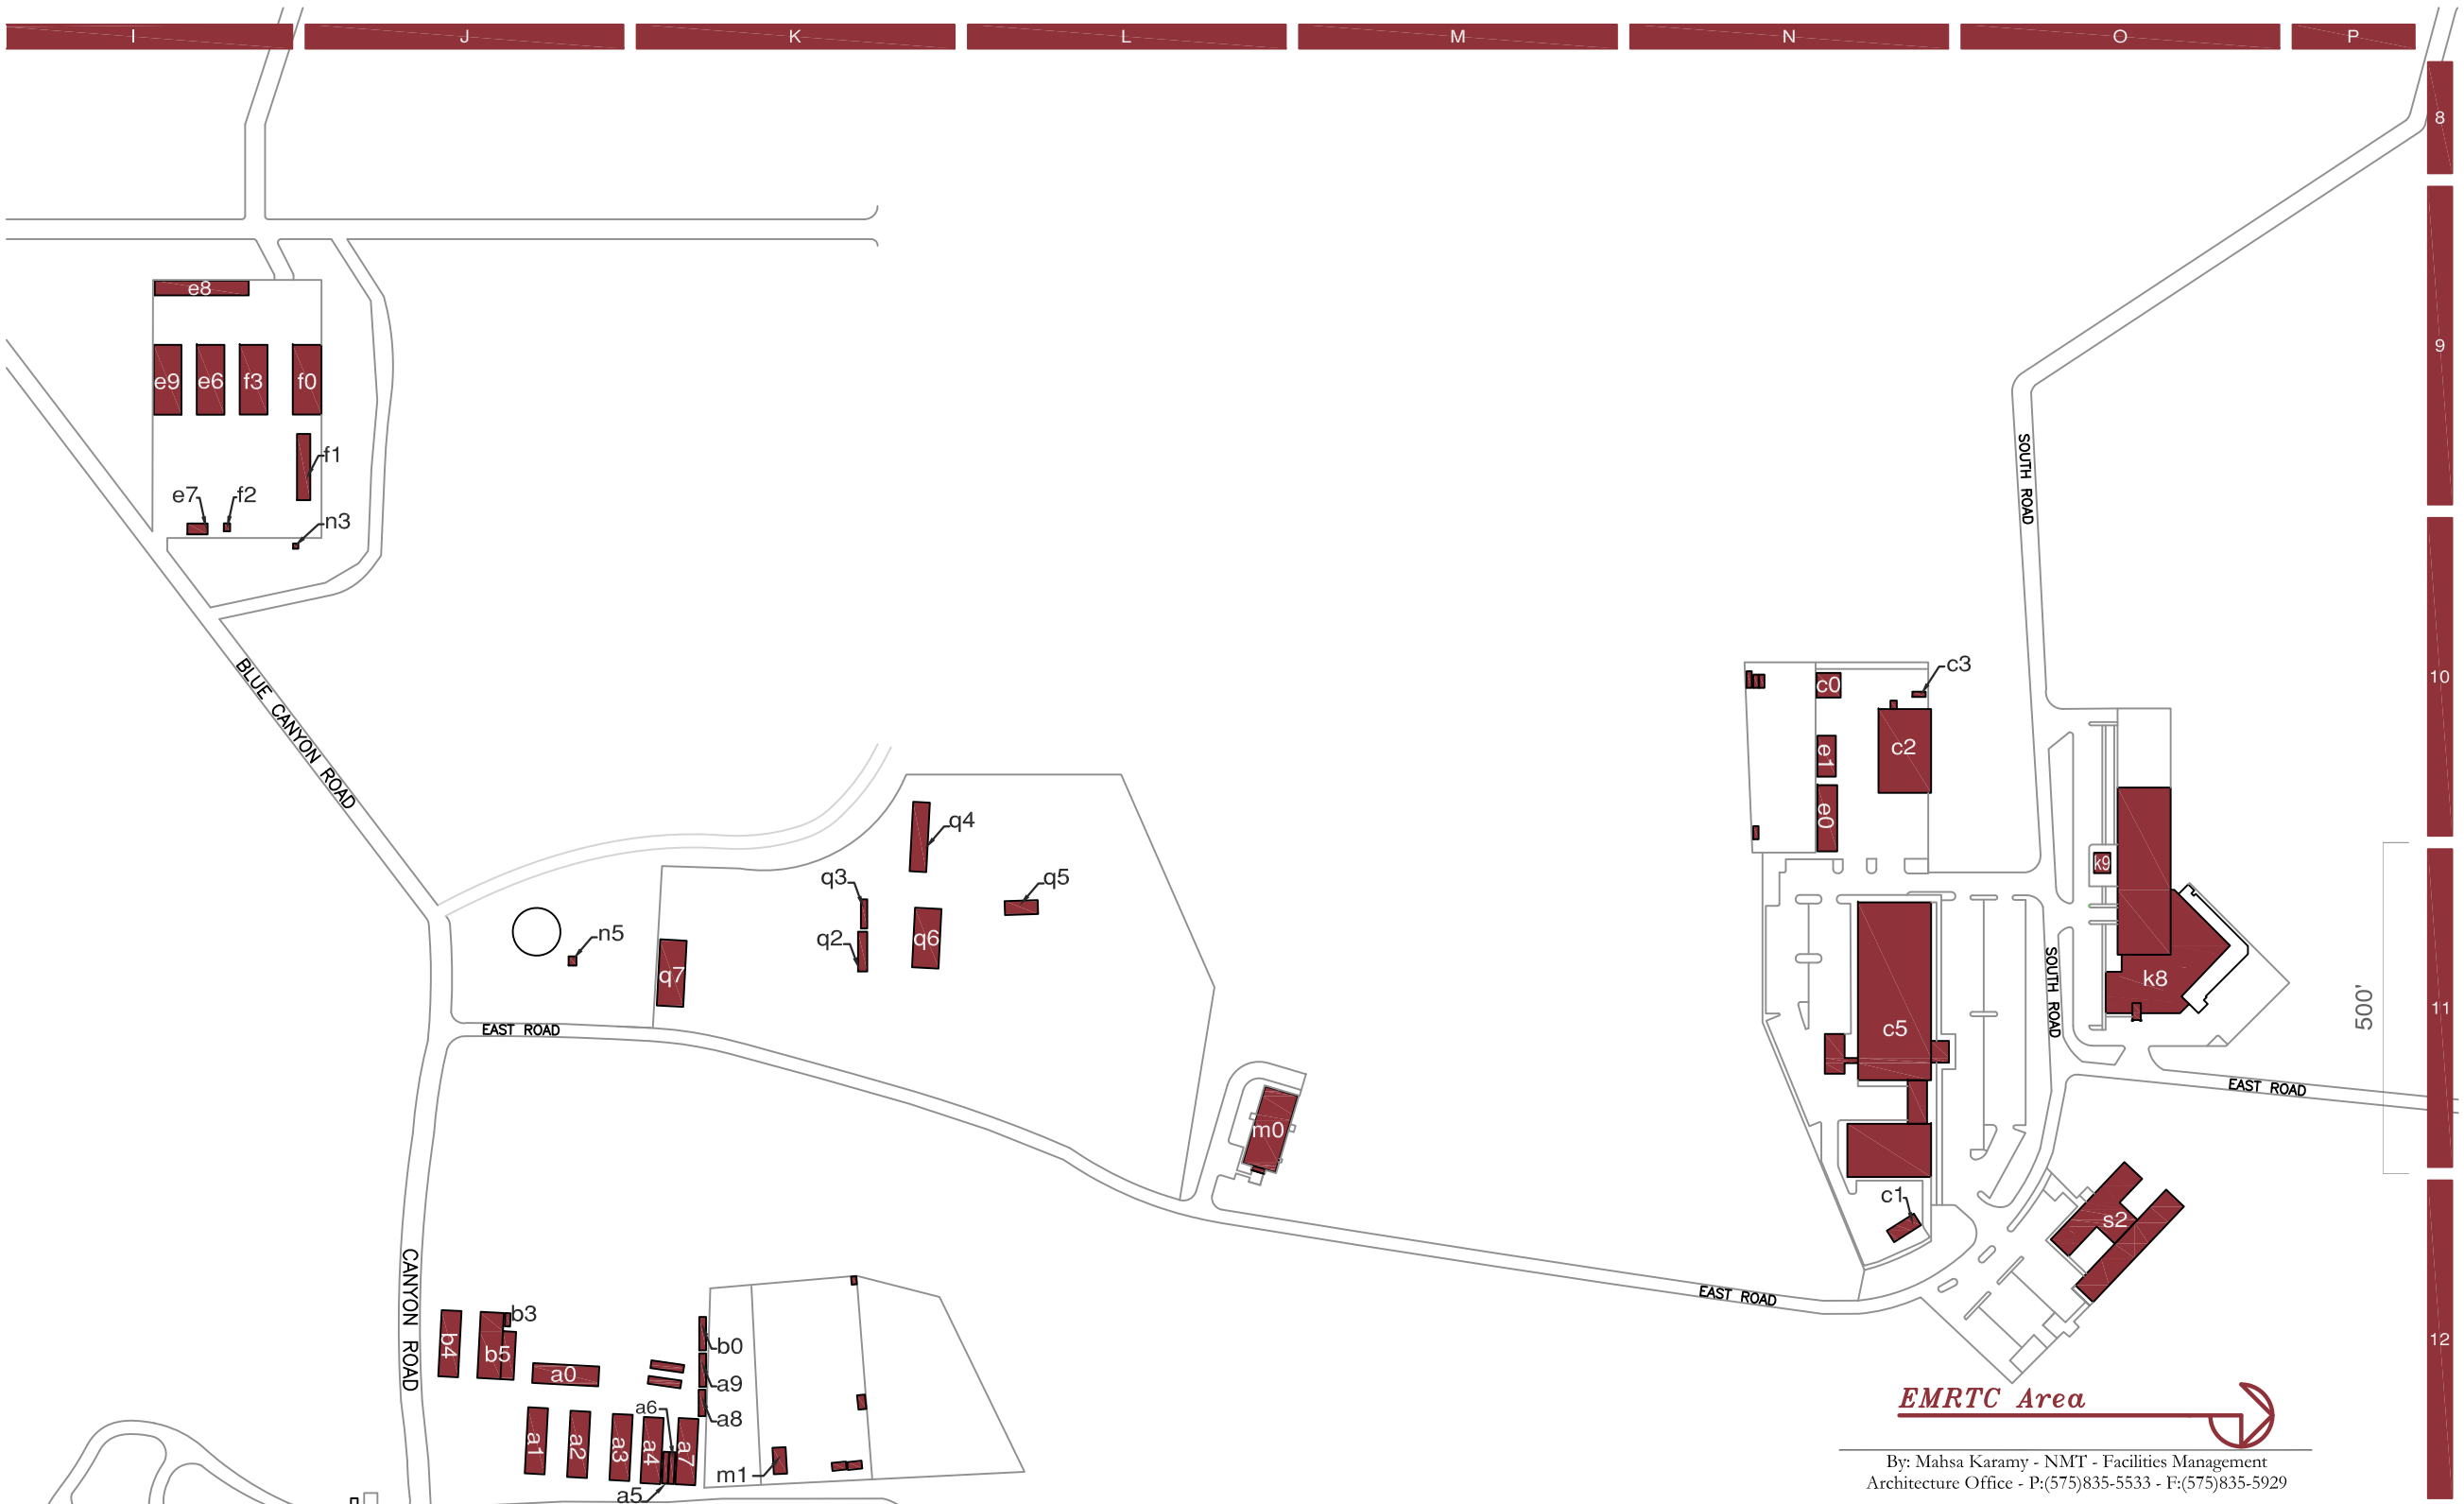 I J K L M N O P
8
e8
9
e9 e6 f3 f0
SOUTH ROAD
f1
e7 f2
n3
c3
BLUE CANYON ROAD
c0
10
e1 c2
e0
q4
k9
q3 q5
n5 q2 q6
SOUTH ROAD
q7
k8
500'
11
EAST ROAD
c5
EAST ROAD
m0
c1
s2
CANYON ROAD
EAST ROAD
b3
b4 b5
b0
12
a0
a9
EMRTC Area
a6
a8
a1 a2 a3 a4 a7
m1
a5
By: Mahsa Karamy - NMT - Facilities Management
Architecture Office - P:(575)835-5533 - F:(575)835-5929